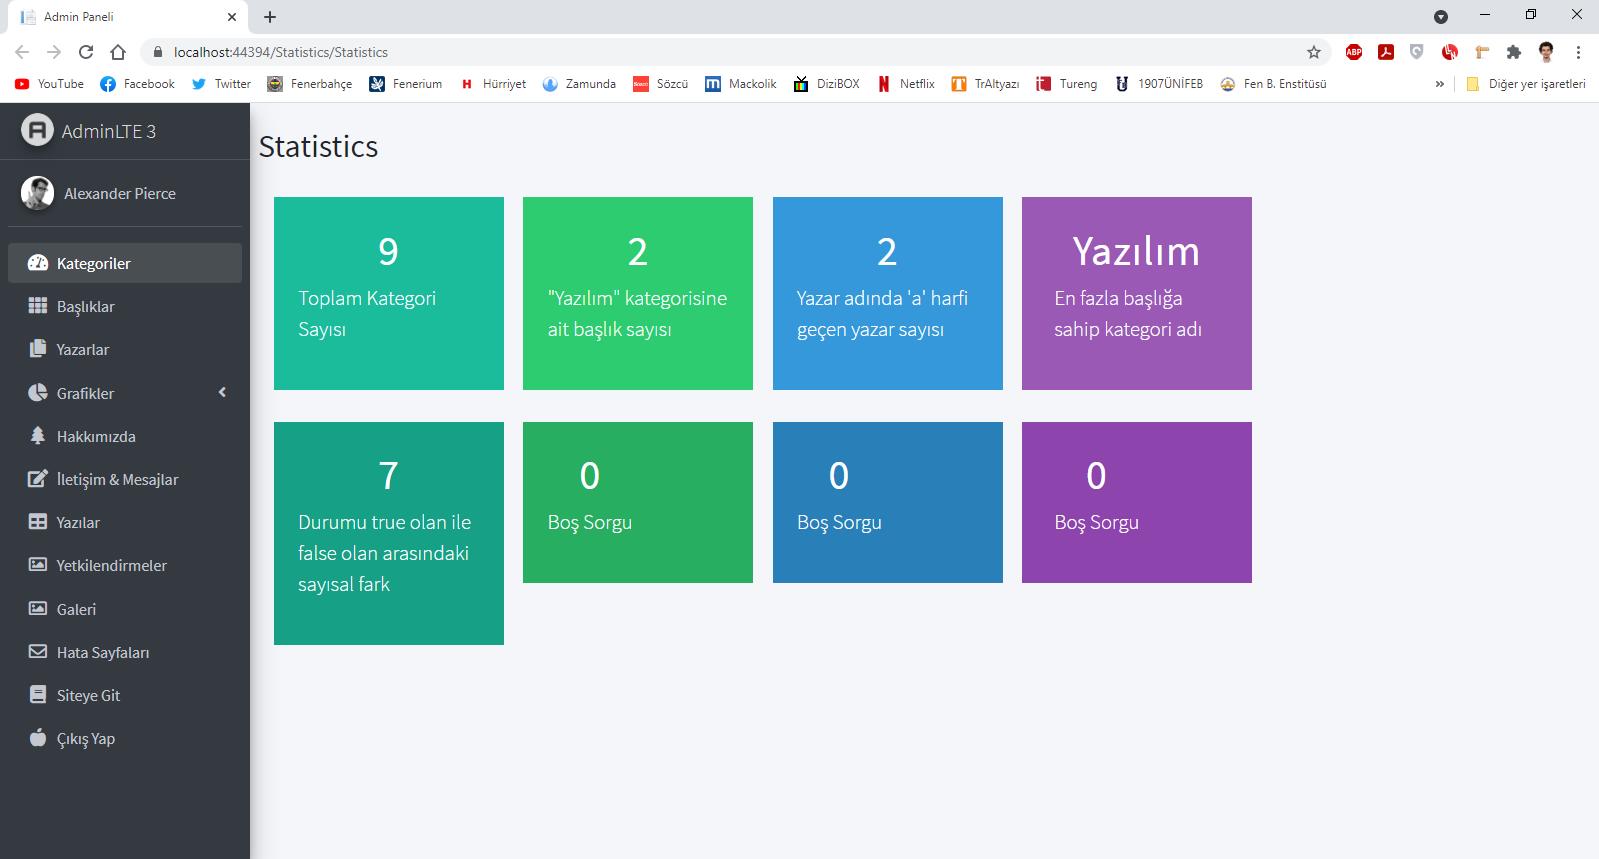 Admin Paneli
localhost:44394/Statistics/Statistics
ABP
YouTube Facebook Twitter Fenerbahçe Fenerium H Hürriyet Zamunda Sözcü Mackolik DiziBOX Netflix TrAltyazı Tureng 1907ÜNİFEB Fen B. Enstitüsü » Diğer yer işaretleri
AdminLTE 3
Alexander Pierce
Kategoriler
Başlıklar
Yazarlar
Grafikler
Hakkımızda
İletişim & Mesajlar
Yazılar
Yetkilendirmeler
Galeri
Hata Sayfaları
Siteye Git
Çıkış Yap
Statistics
9
Toplam Kategori
Sayısı
2
"Yazılım" kategorisine
ait başlık sayısı
2
Yazar adında 'a' harfi
geçen yazar sayısı
Yazılım
En fazla başlığa
sahip kategori adı
7
Durumu true olan ile
false olan arasındaki
sayısal fark
0
Boş Sorgu
0
Boş Sorgu
0
Boş Sorgu